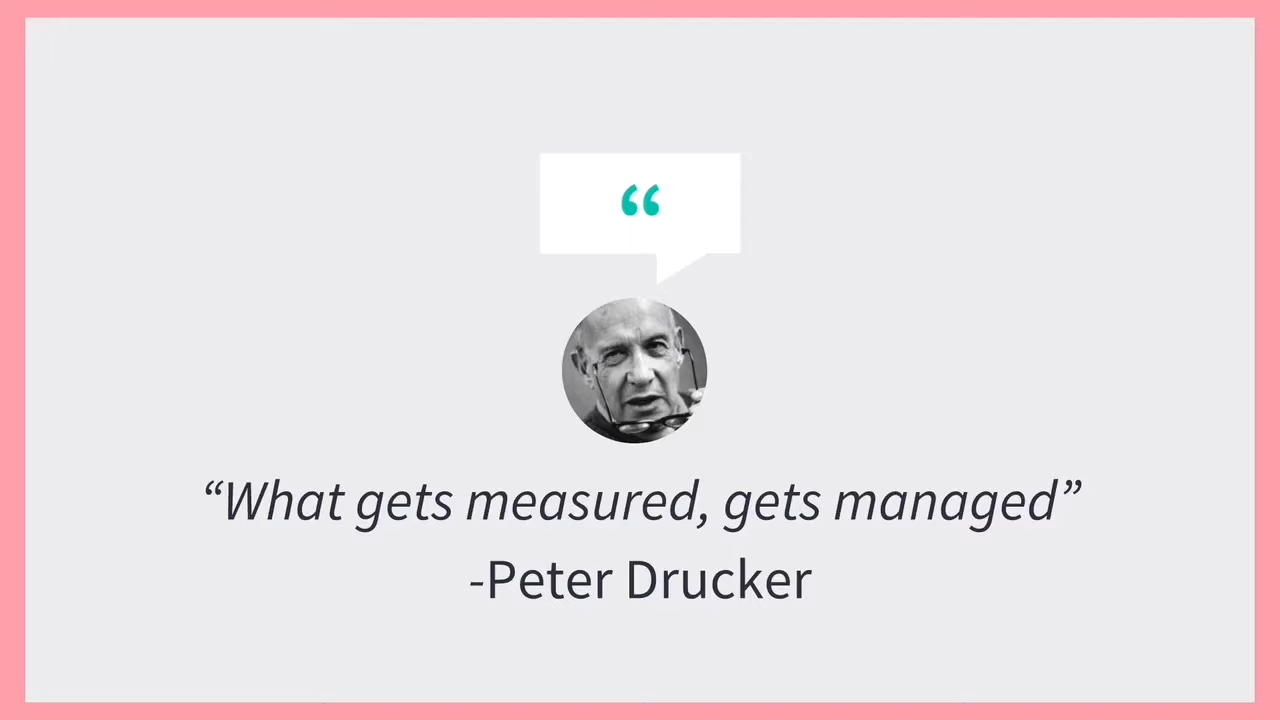 “
“What gets measured, gets managed”
-Peter Drucker